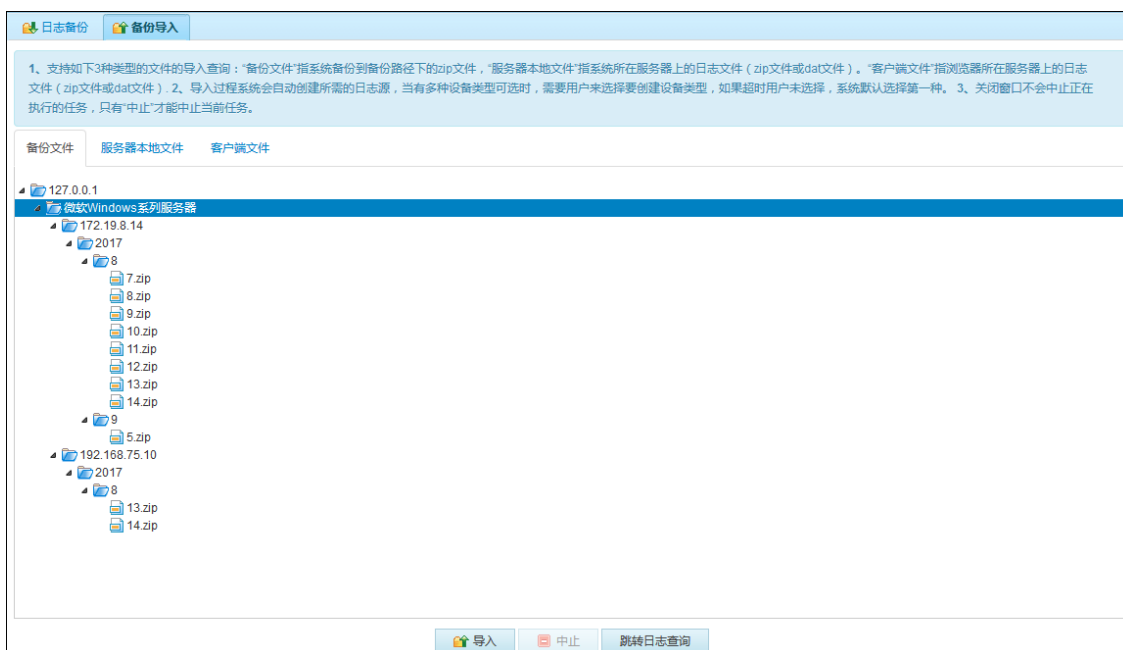 日志备份 备份导入
1、支持如下3种类型的文件的导入查询：“备份文件”指系统备份到备份路径下的zip文件，“服务器本地文件”指系统所在服务器上的日志文件（zip文件或dat文件）。“客户端文件”指浏览器所在服务器上的日志
文件（zip文件或dat文件）. 2、导入过程系统会自动创建所需的日志源，当有多种设备类型可选时，需要用户来选择要创建设备类型，如果超时用户未选择，系统默认选择第一种。 3、关闭窗口不会中止正在
执行的任务，只有“中止”才能中止当前任务。
备份文件 服务器本地文件 客户端文件
127.0.0.1
微软Windows系列服务器
172.19.8.14
2017
8
7.zip
8.zip
9.zip
10.zip
11.zip
12.zip
13.zip
14.zip
9
5.zip
192.168.75.10
2017
8
13.zip
14.zip
导入 中止 跳转日志查询